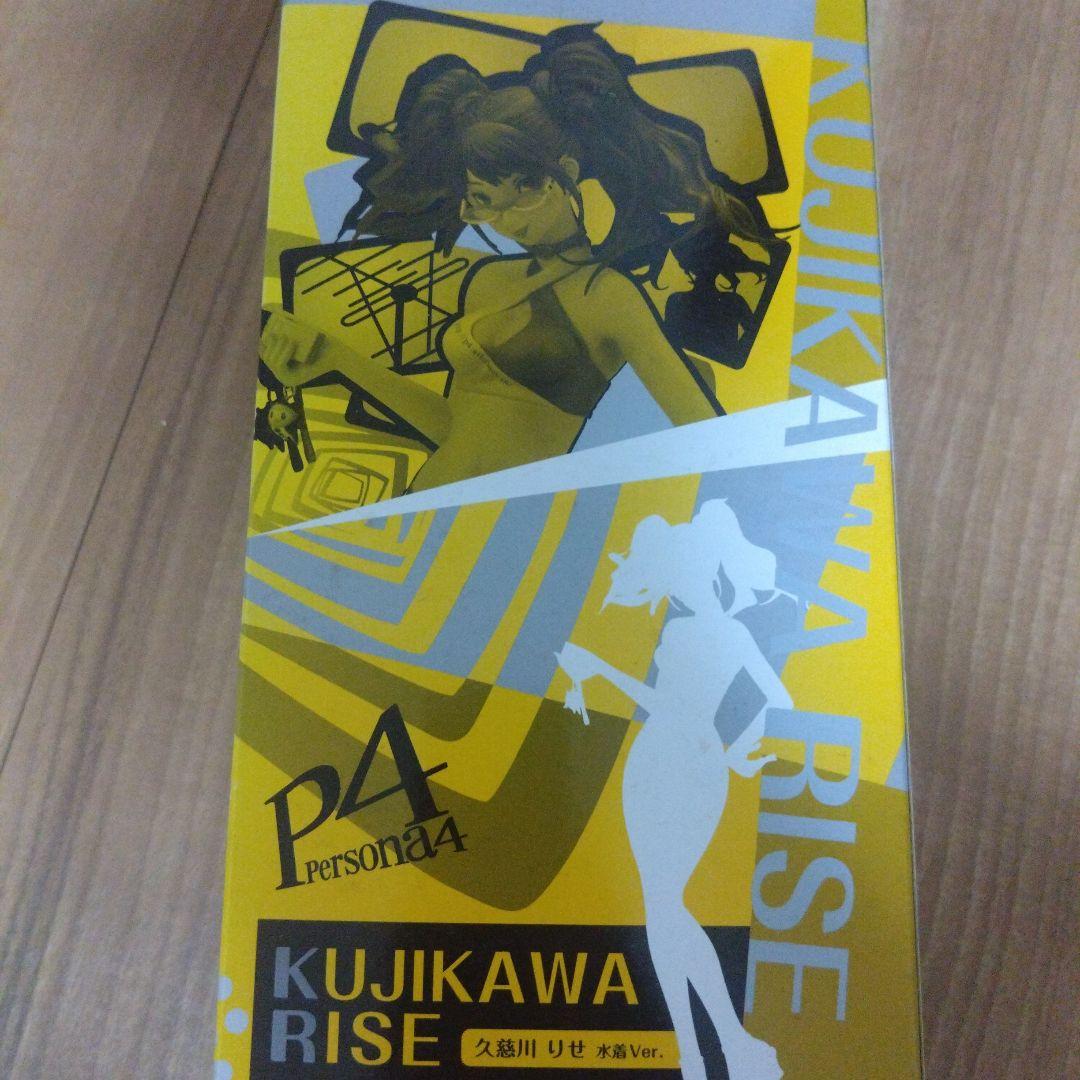 KUJIKAWA RISE
P4
Persona4
KUJIKAWA
RISE
久慈川 りせ 水着Ver.